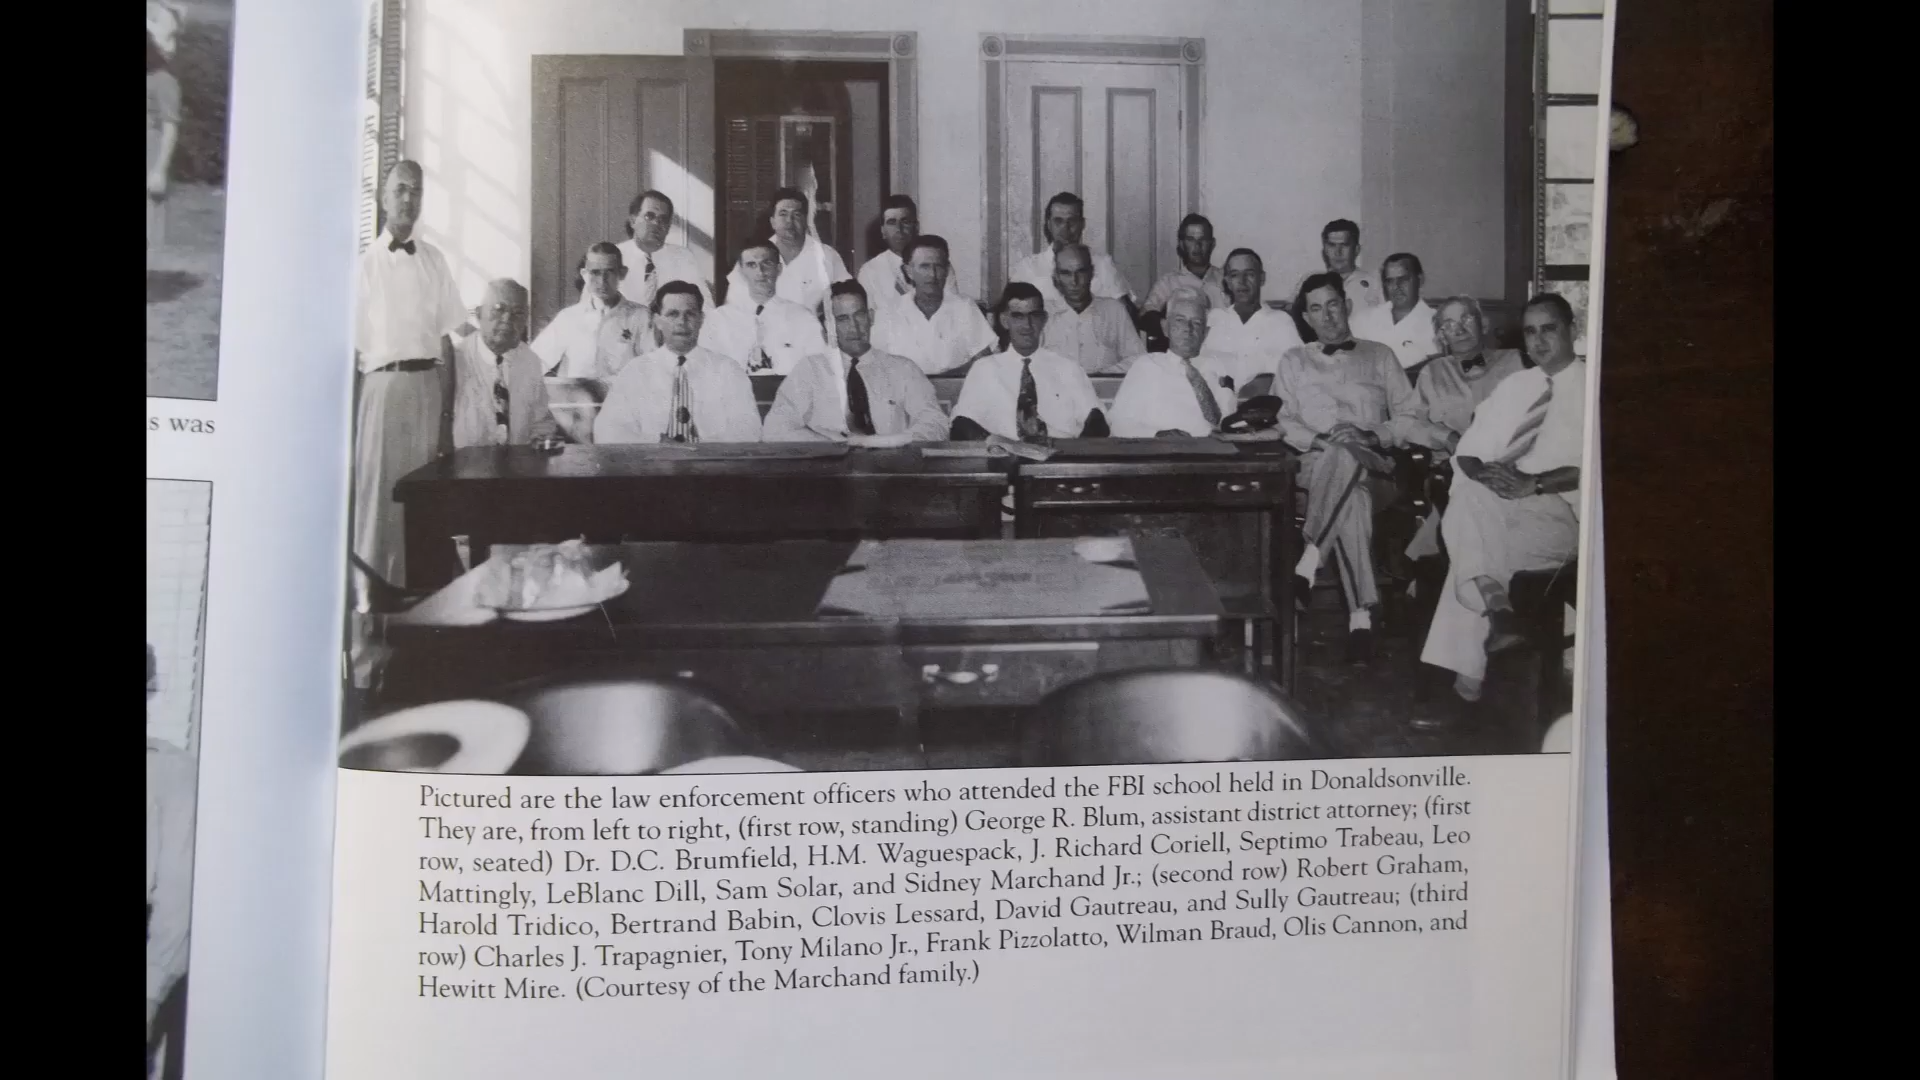 s was
Pictured are the law enforcement officers who attended the FBI school held in Donaldsonville.
They are, from left to right, (first row, standing) George R. Blum, assistant district attorney; (first
row, seated) Dr. D.C. Brumfield, H.M. Waguespack, J. Richard Coriell, Septimo Trabeau, Leo
Mattingly, LeBlanc Dill, Sam Solar, and Sidney Marchand Jr.; (second row) Robert Graham,
Harold Tridico, Bertrand Babin, Clovis Lessard, David Gautreau, and Sully Gautreau; (third
row) Charles J. Trapagnier, Tony Milano Jr., Frank Pizzolatto, Wilman Braud, Olis Cannon, and
Hewitt Mire. (Courtesy of the Marchand family.)